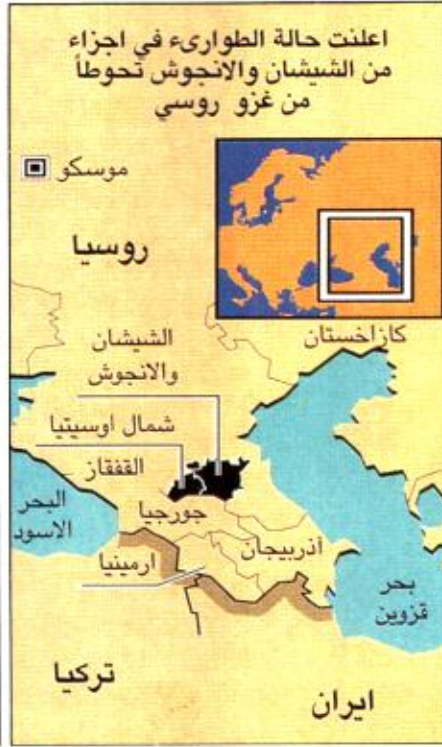 اعلنت حالة الطوارىء في اجزاء
من الشيشان والانجوش تحوطاً
من غزو روسي
موسكو
روسيا
كازاخستان
الشيشان
والانجوش
شمال اوسيتيا
القفقاز
البحر
الاسود
جورجيا
آذربيجان
ارمينيا
بحر
قزوين
تركيا
ايران